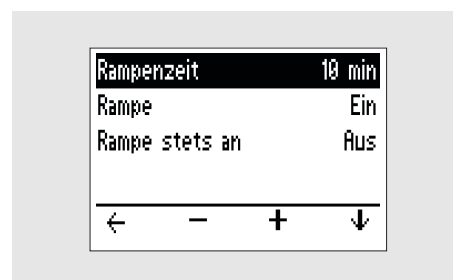 Rampenzeit 10 min
Rampe Ein
Rampe stets an Aus
← − + ↓